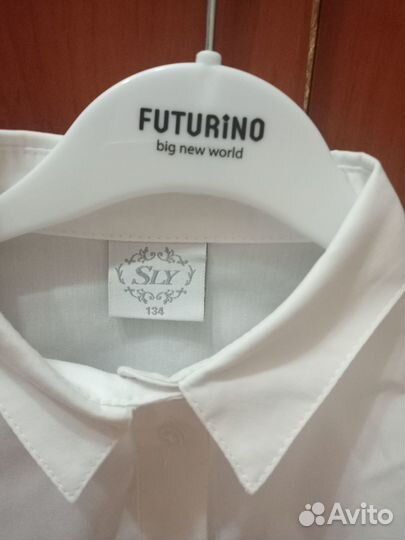 FUTURiNO
big new world
SLY
134
Avito